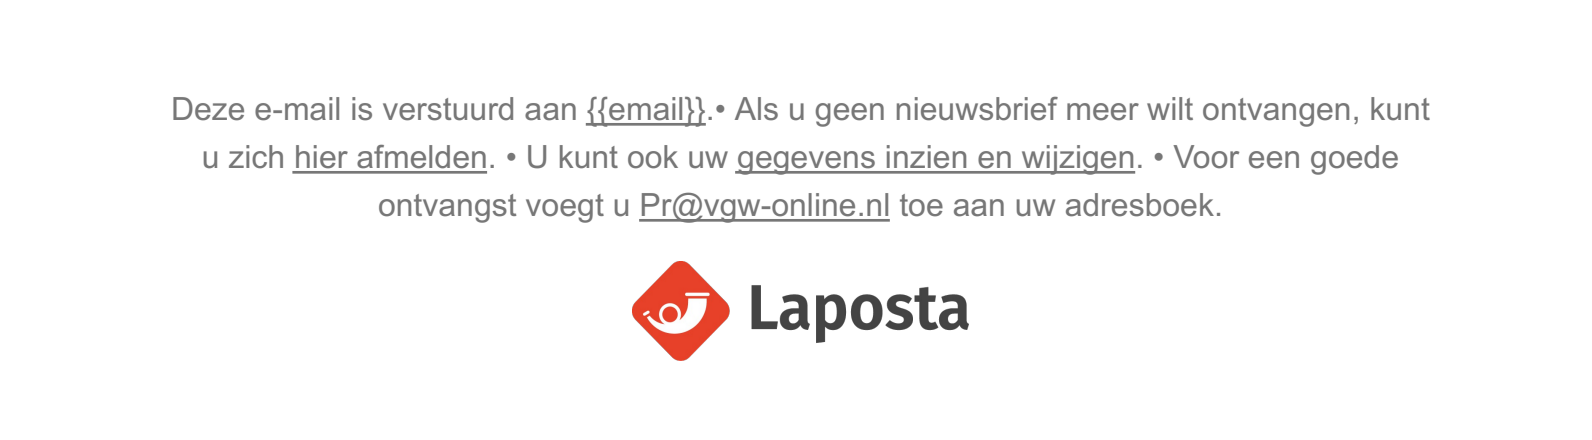 Deze e-mail is verstuurd aan {{email}}.• Als u geen nieuwsbrief meer wilt ontvangen, kunt
u zich hier afmelden. • U kunt ook uw gegevens inzien en wijzigen. • Voor een goede
ontvangst voegt u Pr@vgw-online.nl toe aan uw adresboek.
Laposta